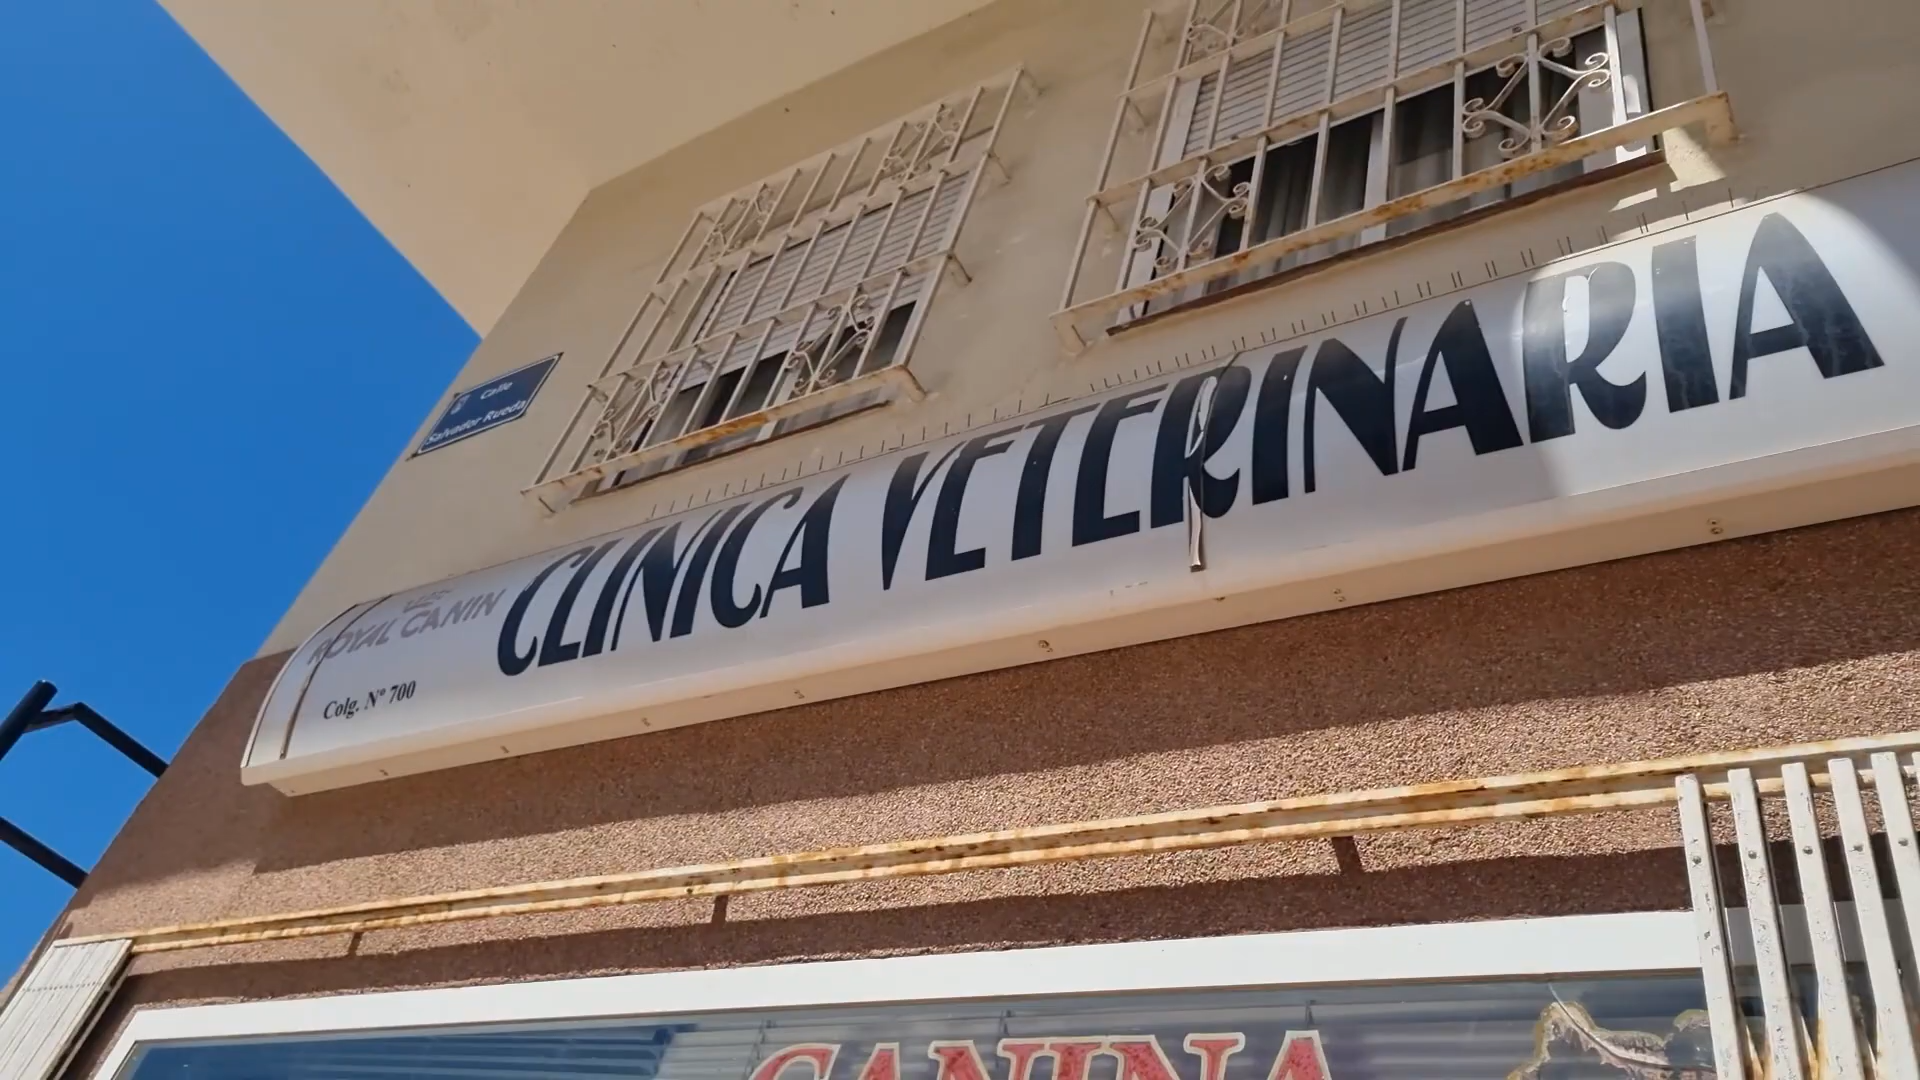 Calle
Salvador Rueda
ROYAL CANIN
CLINICA VETERINARIA
Colg. Nº 700
CANINA